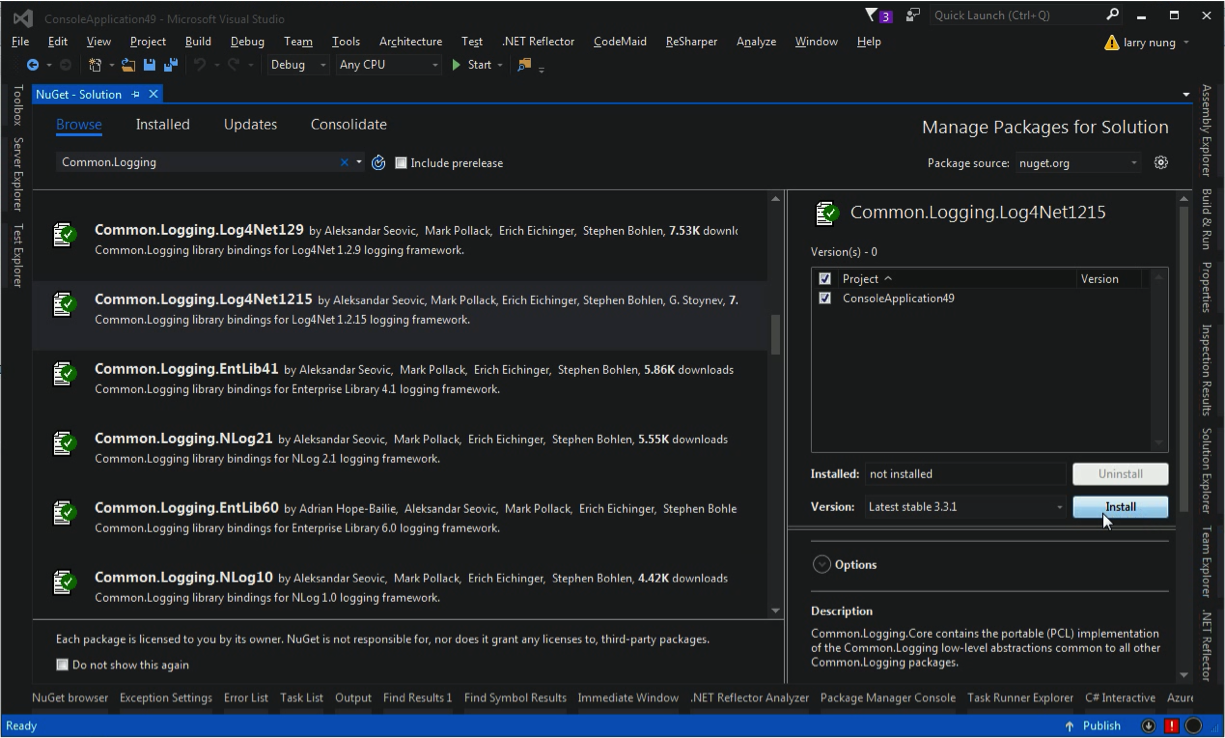 ConsoleApplication49 - Microsoft Visual Studio
3
Quick Launch (Ctrl+Q)
File Edit View Project Build Debug Team Tools Architecture Test .NET Reflector CodeMaid ReSharper Analyze Window Help
larry nung
Debug Any CPU Start
NuGet - Solution
Toolbox
Server Explorer
Test Explorer
Browse Installed Updates Consolidate
Manage Packages for Solution
Common.Logging
Include prerelease
Package source: nuget.org
Common.Logging.Log4Net129 by Aleksandar Seovic, Mark Pollack, Erich Eichinger, Stephen Bohlen, 7.53K downlo
Common.Logging library bindings for Log4Net 1.2.9 logging framework.
Common.Logging.Log4Net1215 by Aleksandar Seovic, Mark Pollack, Erich Eichinger, Stephen Bohlen, G. Stoynev, 7.
Common.Logging library bindings for Log4Net 1.2.15 logging framework.
Common.Logging.EntLib41 by Aleksandar Seovic, Mark Pollack, Erich Eichinger, Stephen Bohlen, 5.86K downloads
Common.Logging library bindings for Enterprise Library 4.1 logging framework.
Common.Logging.NLog21 by Aleksandar Seovic, Mark Pollack, Erich Eichinger, Stephen Bohlen, 5.55K downloads
Common.Logging library bindings for NLog 2.1 logging framework.
Common.Logging.EntLib60 by Adrian Hope-Bailie, Aleksandar Seovic, Mark Pollack, Erich Eichinger, Stephen Bohle
Common.Logging library bindings for Enterprise Library 6.0 logging framework.
Common.Logging.NLog10 by Aleksandar Seovic, Mark Pollack, Erich Eichinger, Stephen Bohlen, 4.42K downloads
Common.Logging library bindings for NLog 1.0 logging framework.
Each package is licensed to you by its owner. NuGet is not responsible for, nor does it grant any licenses to, third-party packages.
Do not show this again
Common.Logging.Log4Net1215
Version(s) - 0
Project Version
ConsoleApplication49
Installed: not installed Uninstall
Version: Latest stable 3.3.1 Install
Options
Description
Common.Logging.Core contains the portable (PCL) implementation
of the Common.Logging low-level abstractions common to all other
Common.Logging packages.
Assembly Explorer
Build & Run
Properties
Inspection Results
Solution Explorer
Team Explorer
.NET Reflector
NuGet browser Exception Settings Error List Task List Output Find Results 1 Find Symbol Results Immediate Window .NET Reflector Analyzer Package Manager Console Task Runner Explorer C# Interactive Azure
Ready
Publish